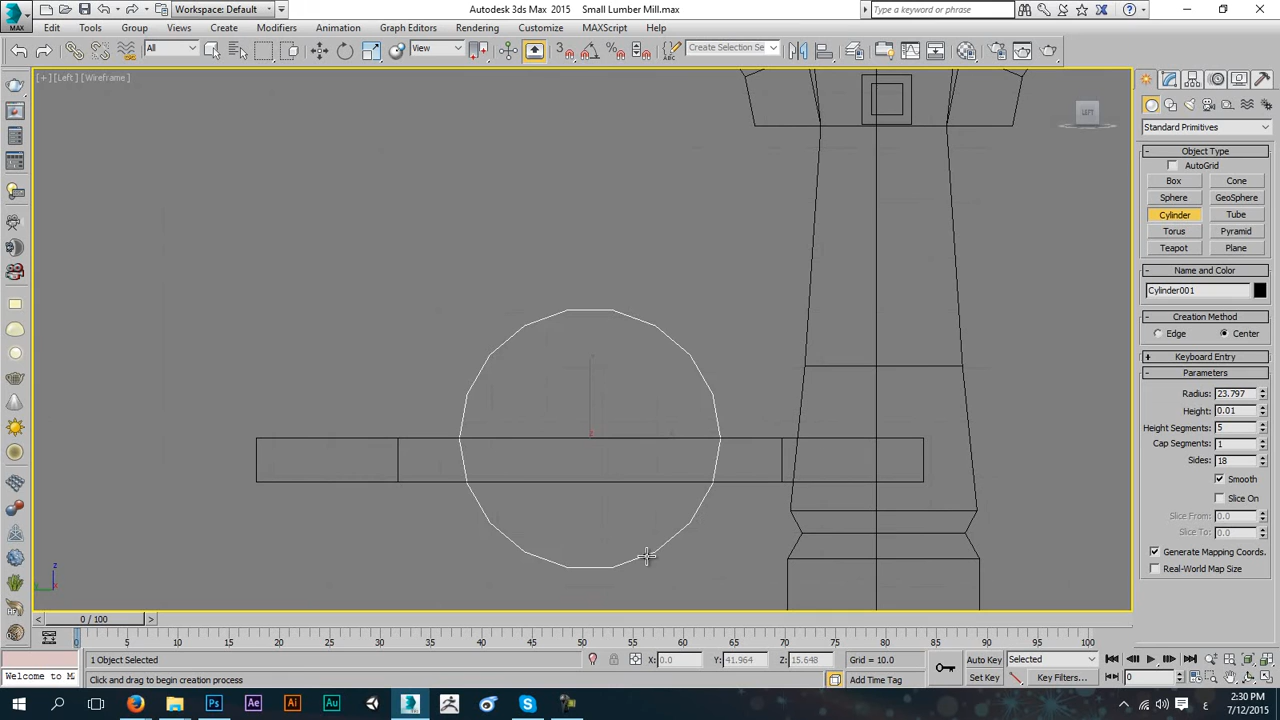 Workspace: Default
Autodesk 3ds Max 2015 Small Lumber Mill.max
Type a keyword or phrase
MAX
Edit Tools Group Views Create Modifiers Animation Graph Editors Rendering Customize MAXScript Help
All
View
Create Selection Se
[+] [Left] [Wireframe]
LEFT
Standard Primitives
- Object Type
AutoGrid
Box Cone
Sphere GeoSphere
Cylinder Tube
Torus Pyramid
Teapot Plane
- Name and Color
Cylinder001
- Creation Method
Edge Center
+ Keyboard Entry
- Parameters
Radius: 23.797
Height: 0.01
Height Segments: 5
Cap Segments: 1
Sides: 18
Smooth
Slice On
Slice From: 0.0
Slice To: 0.0
Generate Mapping Coords.
Real-World Map Size
z
0 / 100
0 5 10 15 20 25 30 35 40 45 50 55 60 65 70 75 80 85 90 95 100
1 Object Selected
X: 0.0 Y: 41.964 Z: 15.648 Grid = 10.0
Auto Key Selected
Welcome to M
Click and drag to begin creation process
Add Time Tag
Set Key Key Filters...
0
2:30 PM
7/12/2015